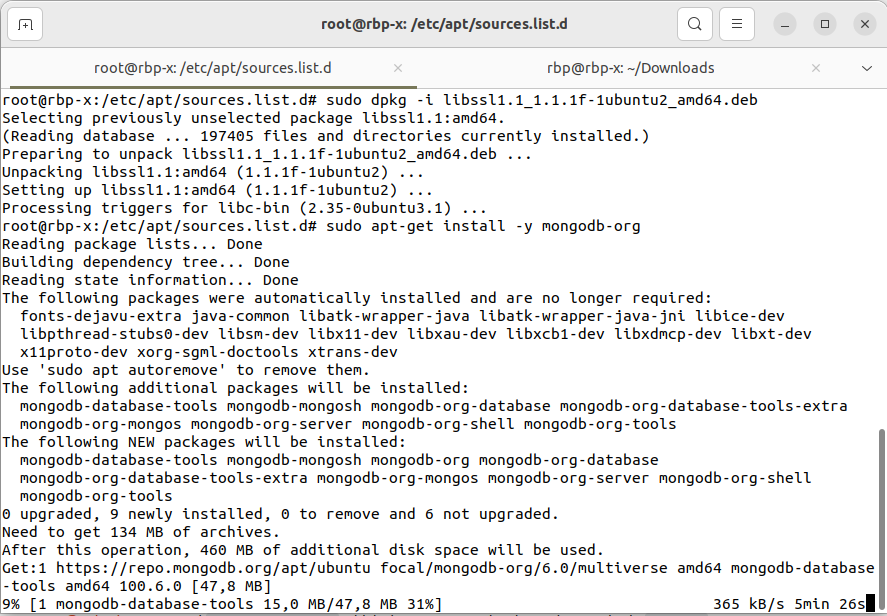 root@rbp-x: /etc/apt/sources.list.d
root@rbp-x: /etc/apt/sources.list.d
rbp@rbp-x: ~/Downloads
root@rbp-x:/etc/apt/sources.list.d# sudo dpkg -i libssl1.1_1.1.1f-1ubuntu2_amd64.deb
Selecting previously unselected package libssl1.1:amd64.
(Reading database ... 197405 files and directories currently installed.)
Preparing to unpack libssl1.1_1.1.1f-1ubuntu2_amd64.deb ...
Unpacking libssl1.1:amd64 (1.1.1f-1ubuntu2) ...
Setting up libssl1.1:amd64 (1.1.1f-1ubuntu2) ...
Processing triggers for libc-bin (2.35-0ubuntu3.1) ...
root@rbp-x:/etc/apt/sources.list.d# sudo apt-get install -y mongodb-org
Reading package lists... Done
Building dependency tree... Done
Reading state information... Done
The following packages were automatically installed and are no longer required:
  fonts-dejavu-extra java-common libatk-wrapper-java libatk-wrapper-java-jni libice-dev
  libpthread-stubs0-dev libsm-dev libx11-dev libxau-dev libxcb1-dev libxdmcp-dev libxt-dev
  x11proto-dev xorg-sgml-doctools xtrans-dev
Use 'sudo apt autoremove' to remove them.
The following additional packages will be installed:
  mongodb-database-tools mongodb-mongosh mongodb-org-database mongodb-org-database-tools-extra
  mongodb-org-mongos mongodb-org-server mongodb-org-shell mongodb-org-tools
The following NEW packages will be installed:
  mongodb-database-tools mongodb-mongosh mongodb-org mongodb-org-database
  mongodb-org-database-tools-extra mongodb-org-mongos mongodb-org-server mongodb-org-shell
  mongodb-org-tools
0 upgraded, 9 newly installed, 0 to remove and 6 not upgraded.
Need to get 134 MB of archives.
After this operation, 460 MB of additional disk space will be used.
Get:1 https://repo.mongodb.org/apt/ubuntu focal/mongodb-org/6.0/multiverse amd64 mongodb-database
-tools amd64 100.6.0 [47,8 MB]
9% [1 mongodb-database-tools 15,0 MB/47,8 MB 31%] 365 kB/s 5min 26s